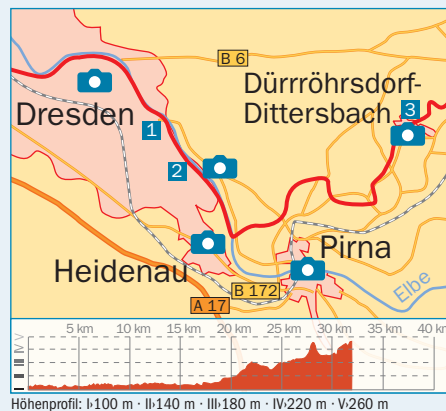 B 6
Dürrröhrsdorf-
Dittersbach
Dresden
1
2
3
Pirna
Heidenau
B 172
Elbe
A 17
5 km
10 km
15 km
20 km
25 km
30 km
35 km
40 km
V
IV
III
II
I
Höhenprofil: I›100 m · II›140 m · III›180 m · IV›220 m · V›260 m